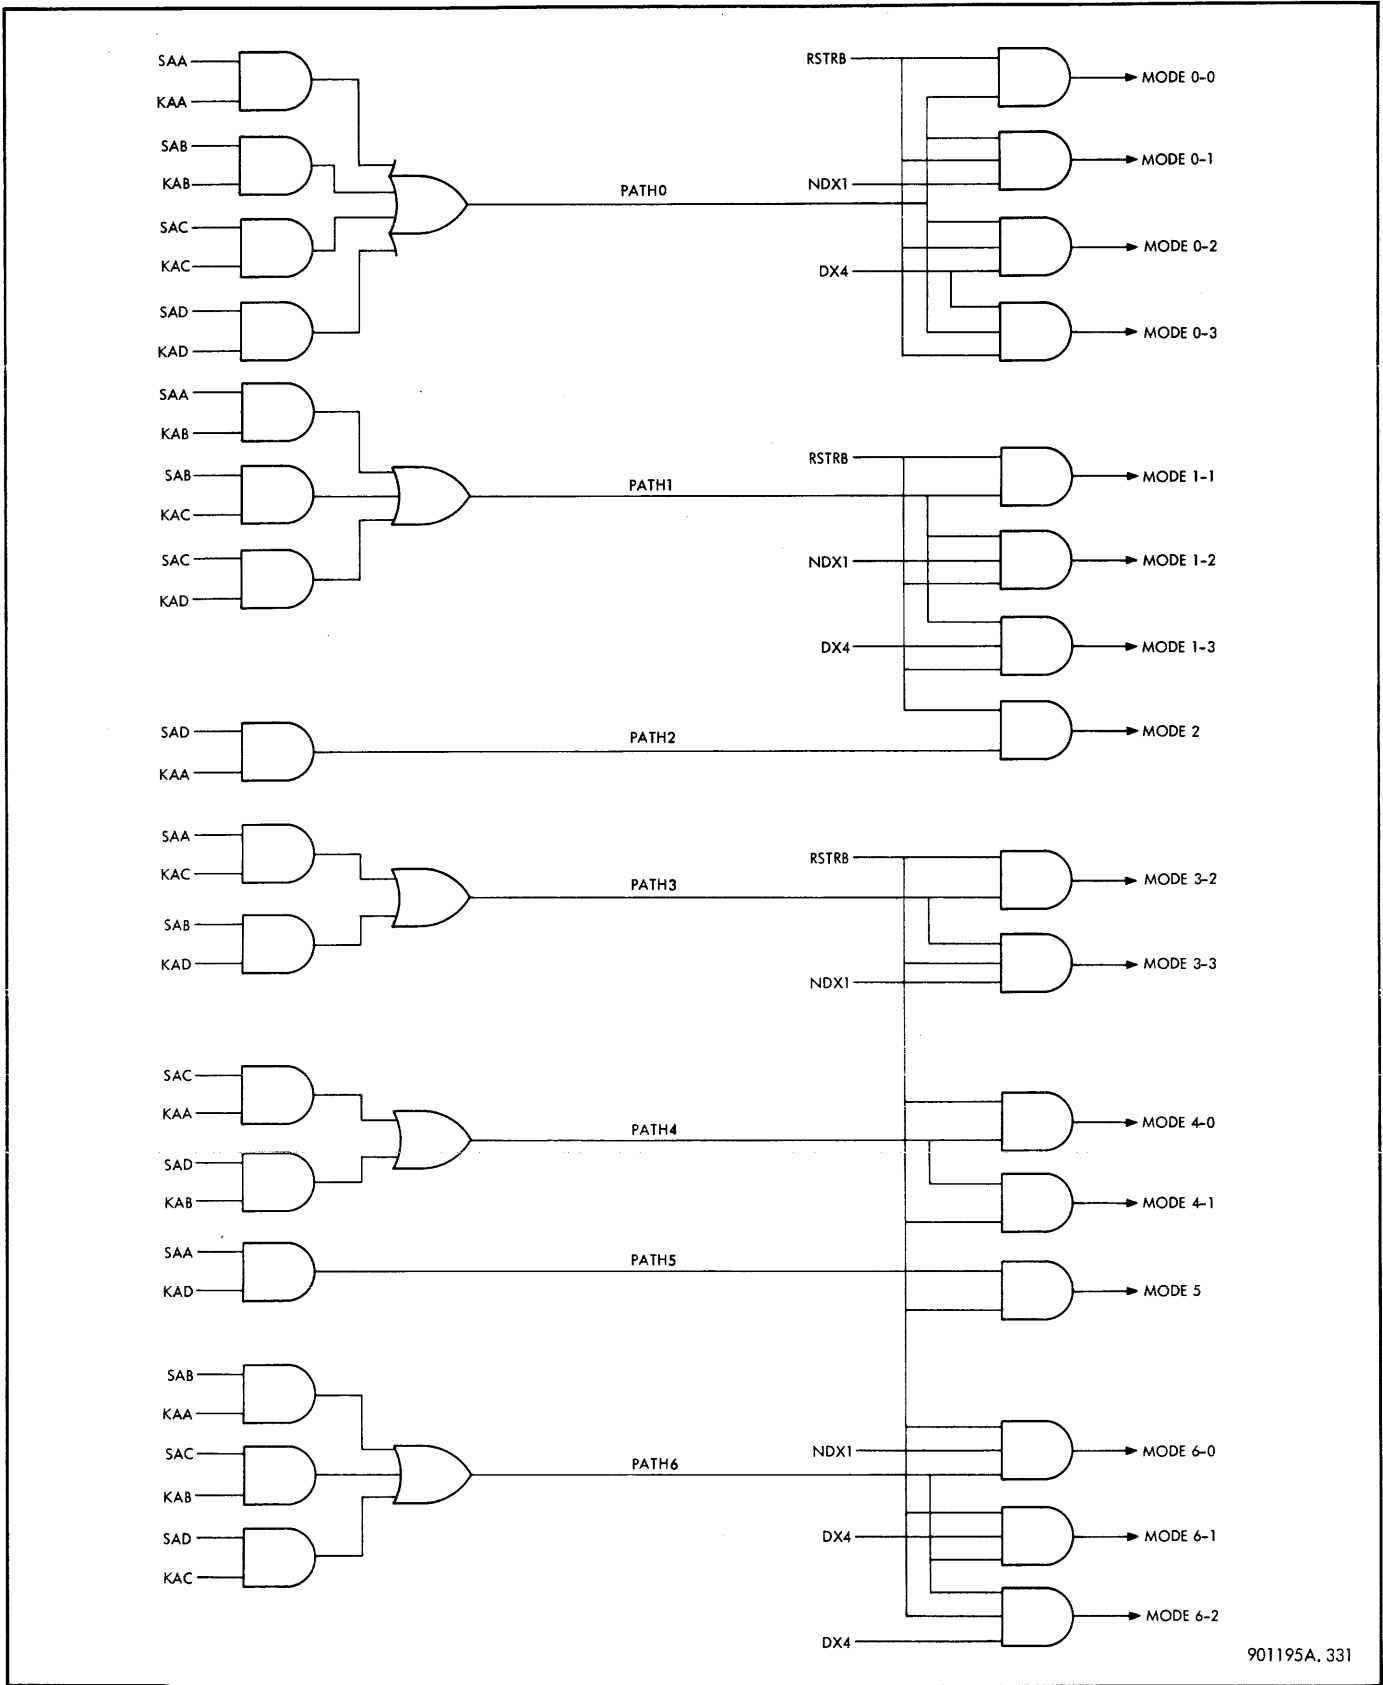 SAA
KAA
SAB
KAB
SAC
KAC
SAD
KAD
PATH0
RSTRB
NDX1
DX4
MODE 0-0
MODE 0-1
MODE 0-2
MODE 0-3
SAA
KAB
SAB
KAC
SAC
KAD
PATH1
RSTRB
NDX1
DX4
MODE 1-1
MODE 1-2
MODE 1-3
SAD
KAA
PATH2
MODE 2
SAA
KAC
SAB
KAD
PATH3
RSTRB
NDX1
MODE 3-2
MODE 3-3
SAC
KAA
SAD
KAB
PATH4
MODE 4-0
MODE 4-1
SAA
KAD
PATH5
MODE 5
SAB
KAA
SAC
KAB
SAD
KAC
PATH6
NDX1
DX4
DX4
MODE 6-0
MODE 6-1
MODE 6-2
901195A. 331